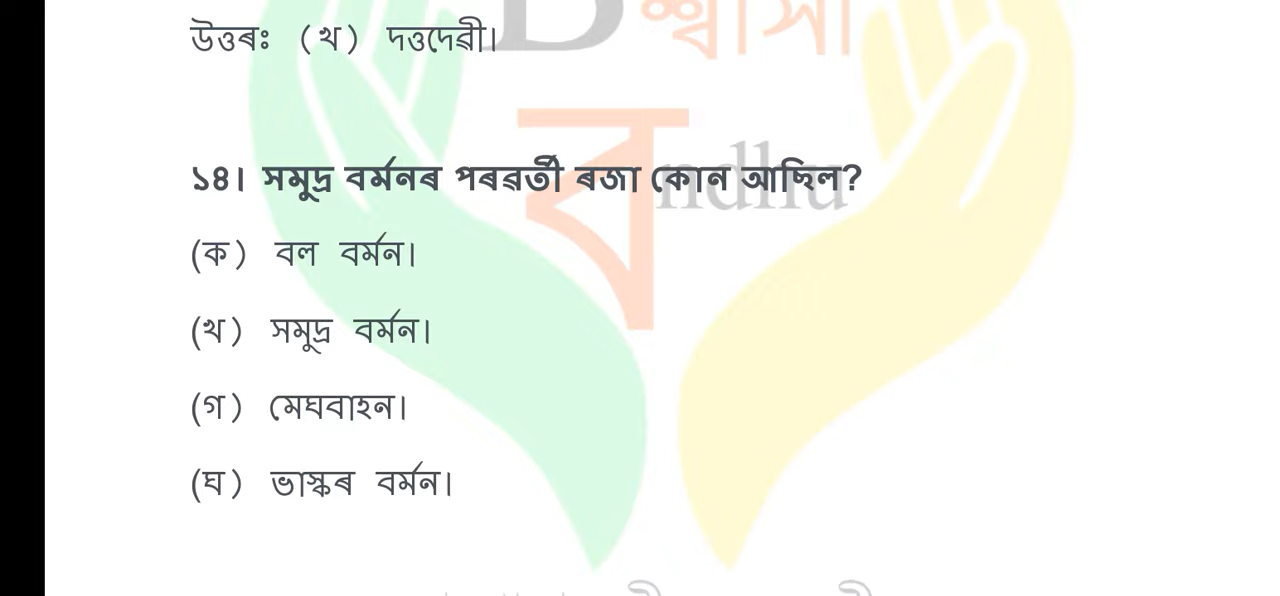 উত্তৰঃ (খ) দত্তদেৱী।
১৪। সমুদ্ৰ বৰ্মনৰ পৰৱৰ্তী ৰজা কোন আছিল?
(ক) বল বৰ্মন।
(খ) সমুদ্ৰ বৰ্মন।
(গ) মেঘবাহন।
(ঘ) ভাস্কৰ বৰ্মন।
ব
ndhu